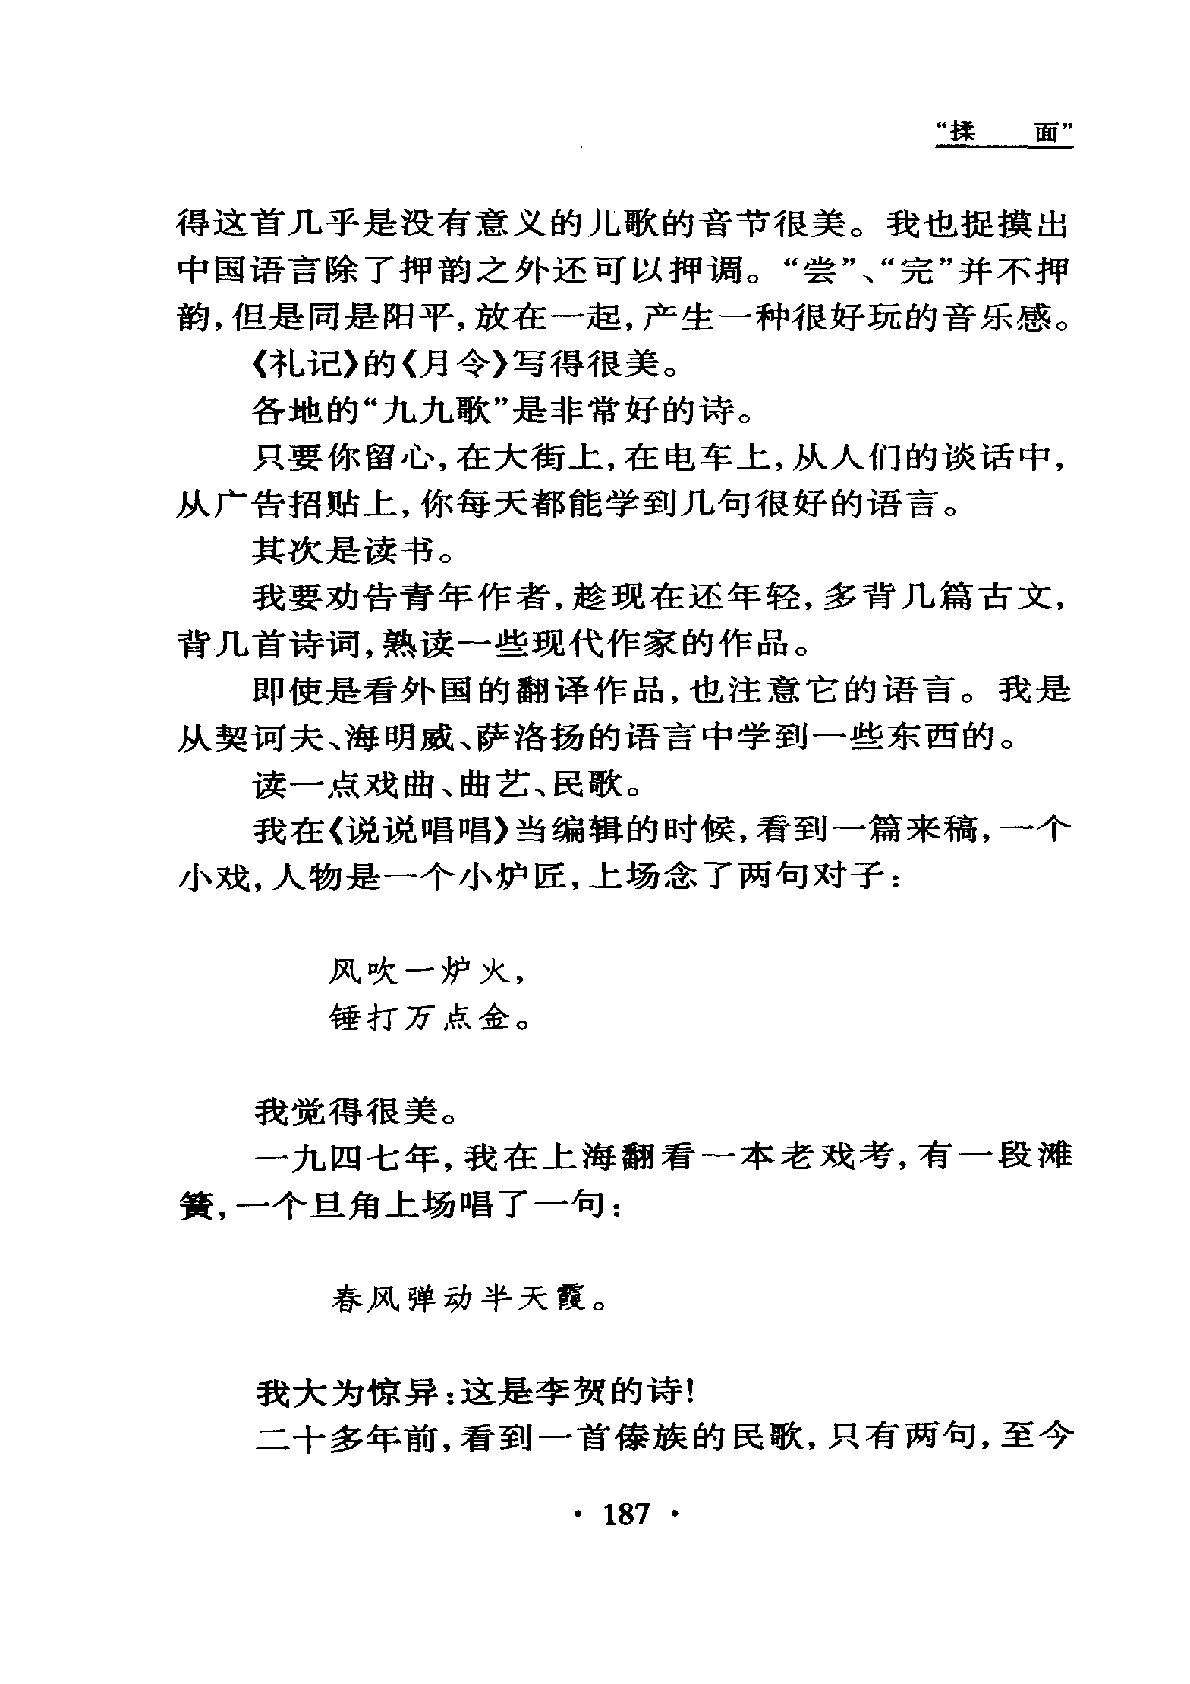 “揉　　面”
得这首几乎是没有意义的儿歌的音节很美。我也捉摸出
中国语言除了押韵之外还可以押调。“尝”、“完”并不押
韵,但是同是阳平,放在一起,产生一种很好玩的音乐感。
《礼记》的《月令》写得很美。
各地的“九九歌”是非常好的诗。
只要你留心,在大街上,在电车上,从人们的谈话中,
从广告招贴上,你每天都能学到几句很好的语言。
其次是读书。
我要劝告青年作者,趁现在还年轻,多背几篇古文,
背几首诗词,熟读一些现代作家的作品。
即使是看外国的翻译作品,也注意它的语言。我是
从契诃夫、海明威、萨洛扬的语言中学到一些东西的。
读一点戏曲、曲艺、民歌。
我在《说说唱唱》当编辑的时候,看到一篇来稿,一个
小戏,人物是一个小炉匠,上场念了两句对子:
风吹一炉火,
锤打万点金。
我觉得很美。
一九四七年,我在上海翻看一本老戏考,有一段滩
簧,一个旦角上场唱了一句:
春风弹动半天霞。
我大为惊异:这是李贺的诗!
二十多年前,看到一首傣族的民歌,只有两句,至今
· 187 ·